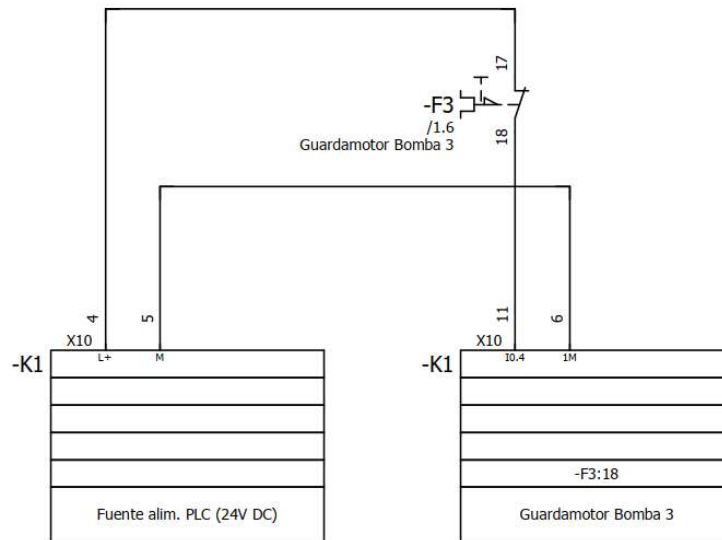 17
-F3
/1.6
18
Guardamotor Bomba 3
4
5
11
6
X10
X10
-K1
L+
M
-K1
I0.4
1M
-F3:18
Fuente alim. PLC (24V DC)
Guardamotor Bomba 3